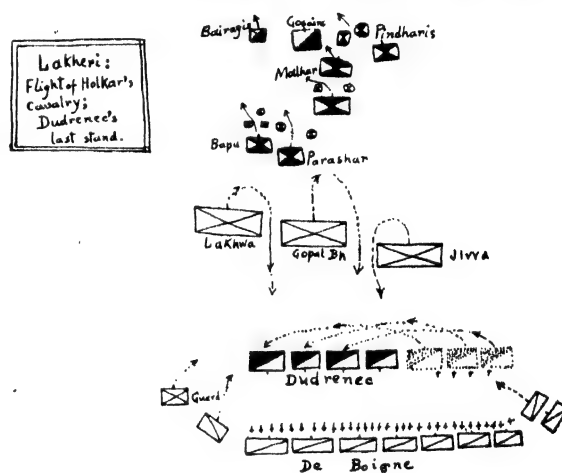 Lakheri:
Flight of Holkar's
cavalry;
Dudrenec's
last stand.
Bairagis
Gosains
Pindharis
Malhar
Bapu
Parashar
Lakhwa
Gopal Bh
Jivva
Dudrenec
Guard
De Boigne